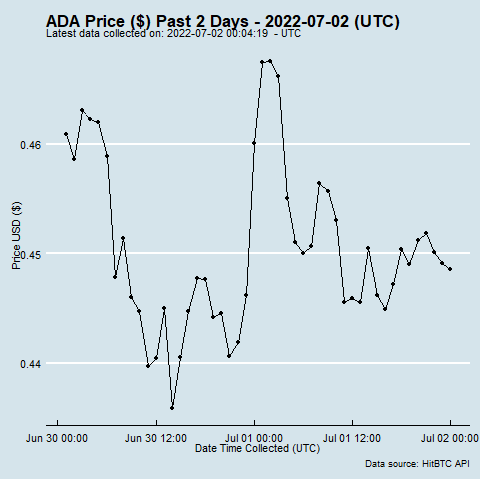 ADA Price ($) Past 2 Days - 2022-07-02 (UTC)
Latest data collected on: 2022-07-02 00:04:19 - UTC
0.46
0.45
0.44
Price USD ($)
Jun 30 00:00 Jun 30 12:00 Jul 01 00:00 Jul 01 12:00 Jul 02 00:00
Date Time Collected (UTC)
Data source: HitBTC API